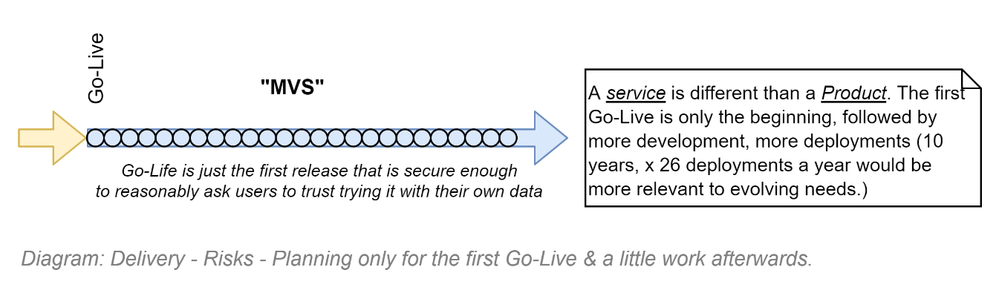 Go-Live
"MVS"
Go-Life is just the first release that is secure enough
to reasonably ask users to trust trying it with their own data
A service is different than a Product. The first
Go-Live is only the beginning, followed by
more development, more deployments (10
years, x 26 deployments a year would be
more relevant to evolving needs.)
Diagram: Delivery - Risks - Planning only for the first Go-Live & a little work afterwards.